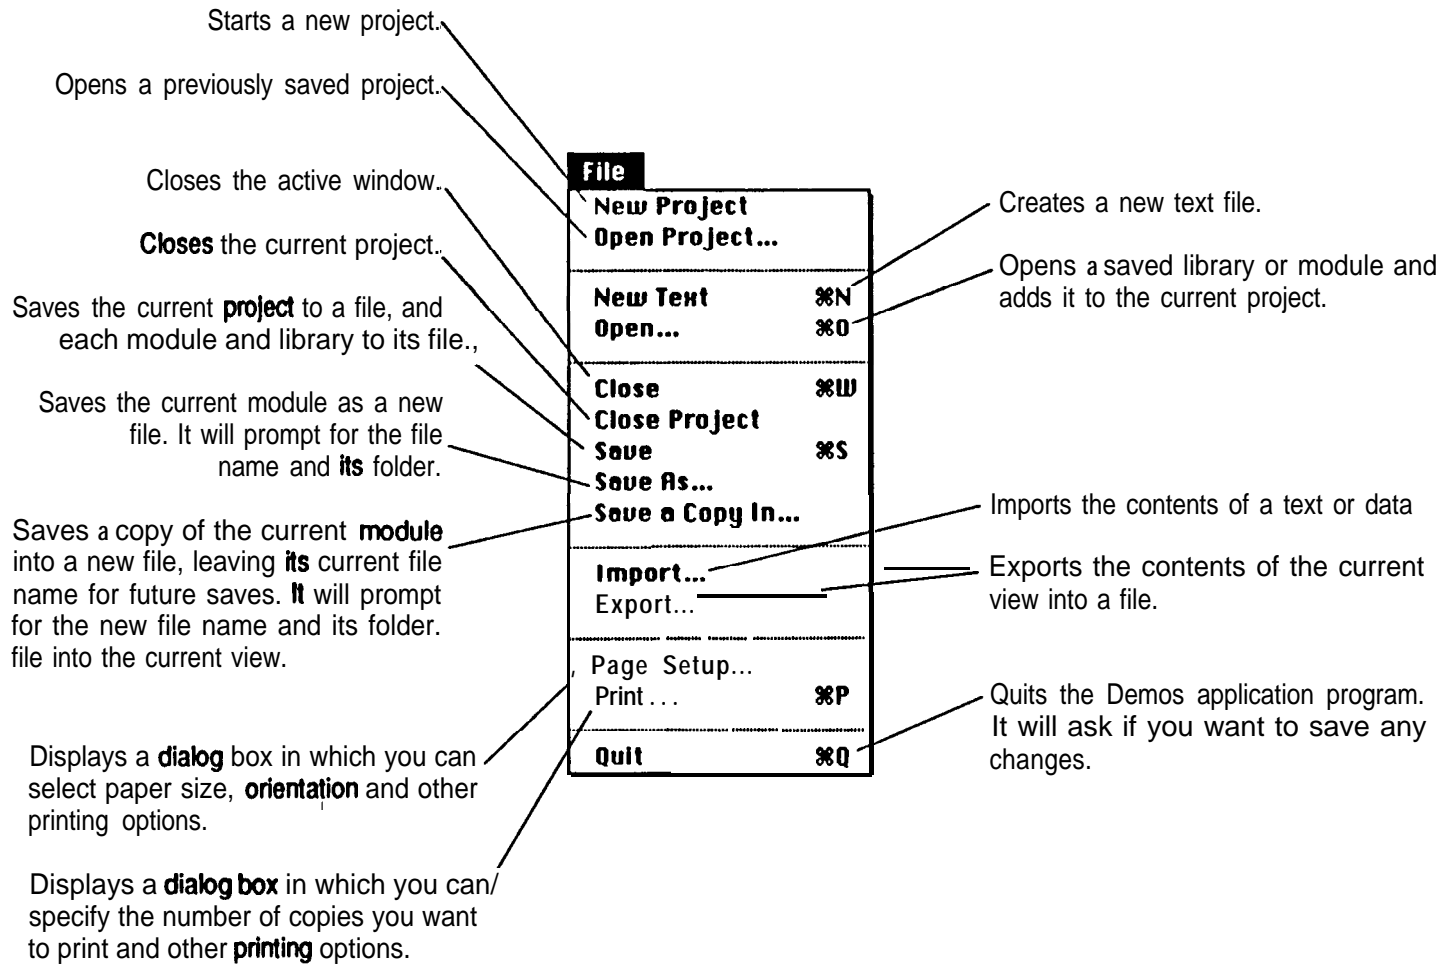 Starts a new project.
Opens a previously saved project.
Closes the active window.
Closes the current project.
Saves the current project to a file, and
each module and library to its file.,
Saves the current module as a new
file. It will prompt for the file
name and its folder.
Saves a copy of the current module
into a new file, leaving its current file
name for future saves. It will prompt
for the new file name and its folder.
file into the current view.
Displays a dialog box in which you can
select paper size, orientation and other
printing options.
Displays a dialog box in which you can/
specify the number of copies you want
to print and other printing options.
File
New Project
Open Project...
New Text ⌘N
Open... ⌘O
Close ⌘W
Close Project
Save ⌘S
Save As...
Save a Copy In...
Import...
Export...
Page Setup...
Print . . . ⌘P
Quit ⌘Q
Creates a new text file.
Opens a saved library or module and
adds it to the current project.
Imports the contents of a text or data
Exports the contents of the current
view into a file.
Quits the Demos application program.
It will ask if you want to save any
changes.